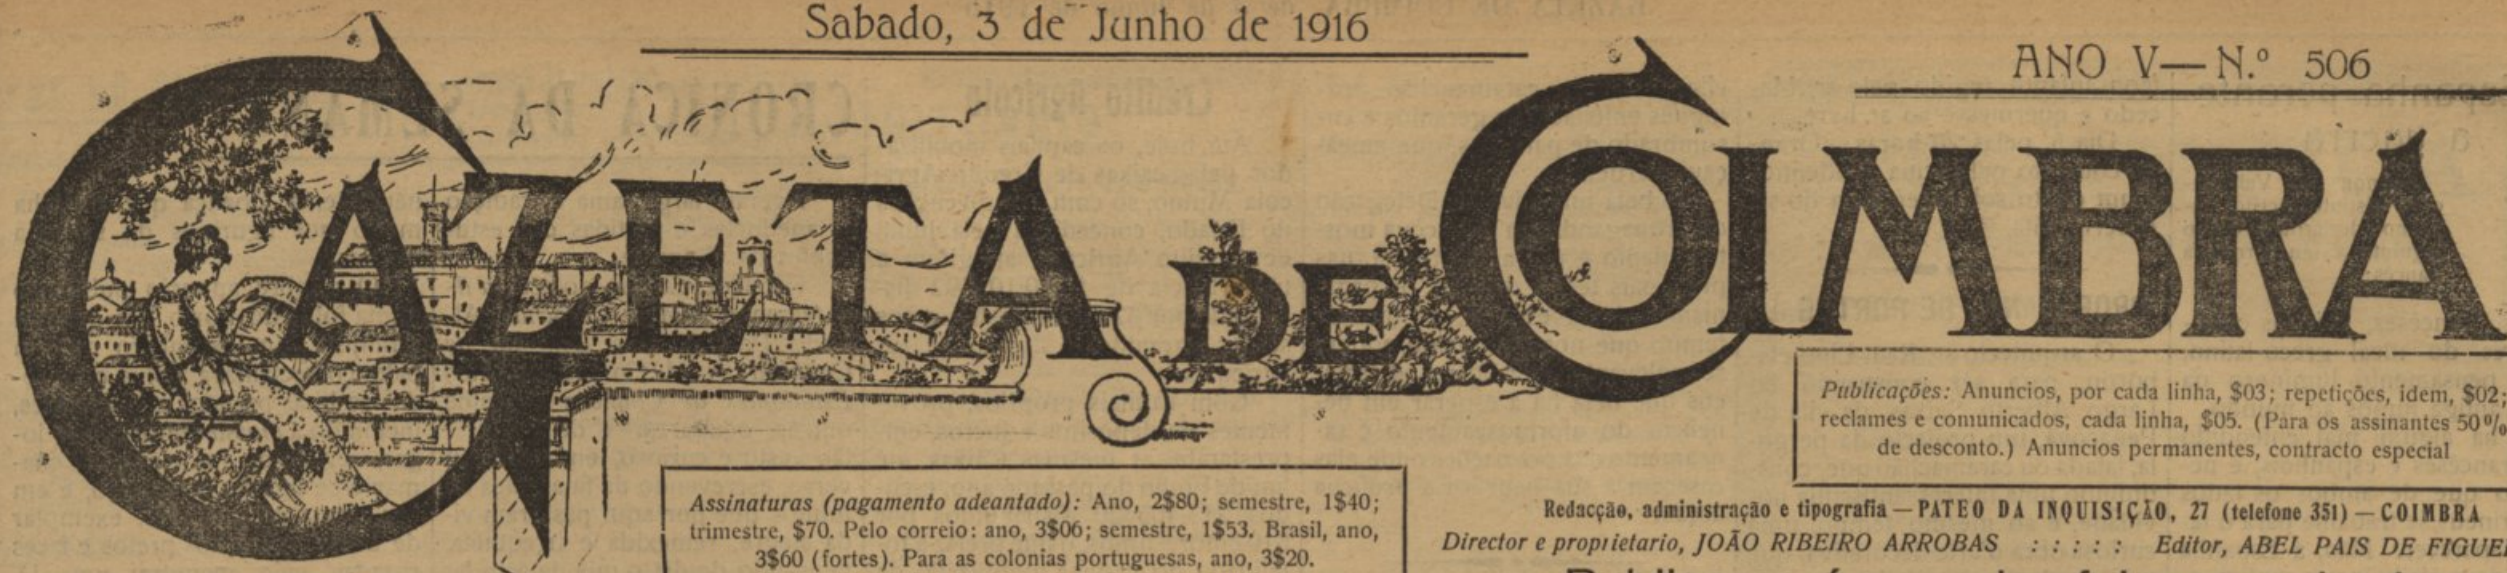 Sabado, 3 de Junho de 1916
ANO V — N.º 506
GAZETA DE COIMBRA
Publicações: Anuncios, por cada linha, $03; repetições, idem, $02;
reclames e comunicados, cada linha, $05. (Para os assinantes 50%
de desconto.) Anuncios permanentes, contracto especial
Assinaturas (pagamento adeantado): Ano, 2$80; semestre, 1$40;
trimestre, $70. Pelo correio: ano, 3$06; semestre, 1$53. Brasil, ano,
3$60 (fortes). Para as colonias portuguesas, ano, 3$20.
Redacção, administração e tipografia — PATEO DA INQUISIÇÃO, 27 (telefone 351) — COIMBRA
Director e proprietario, JOÃO RIBEIRO ARROBAS : : : : : Editor, ABEL PAIS DE FIGUEI